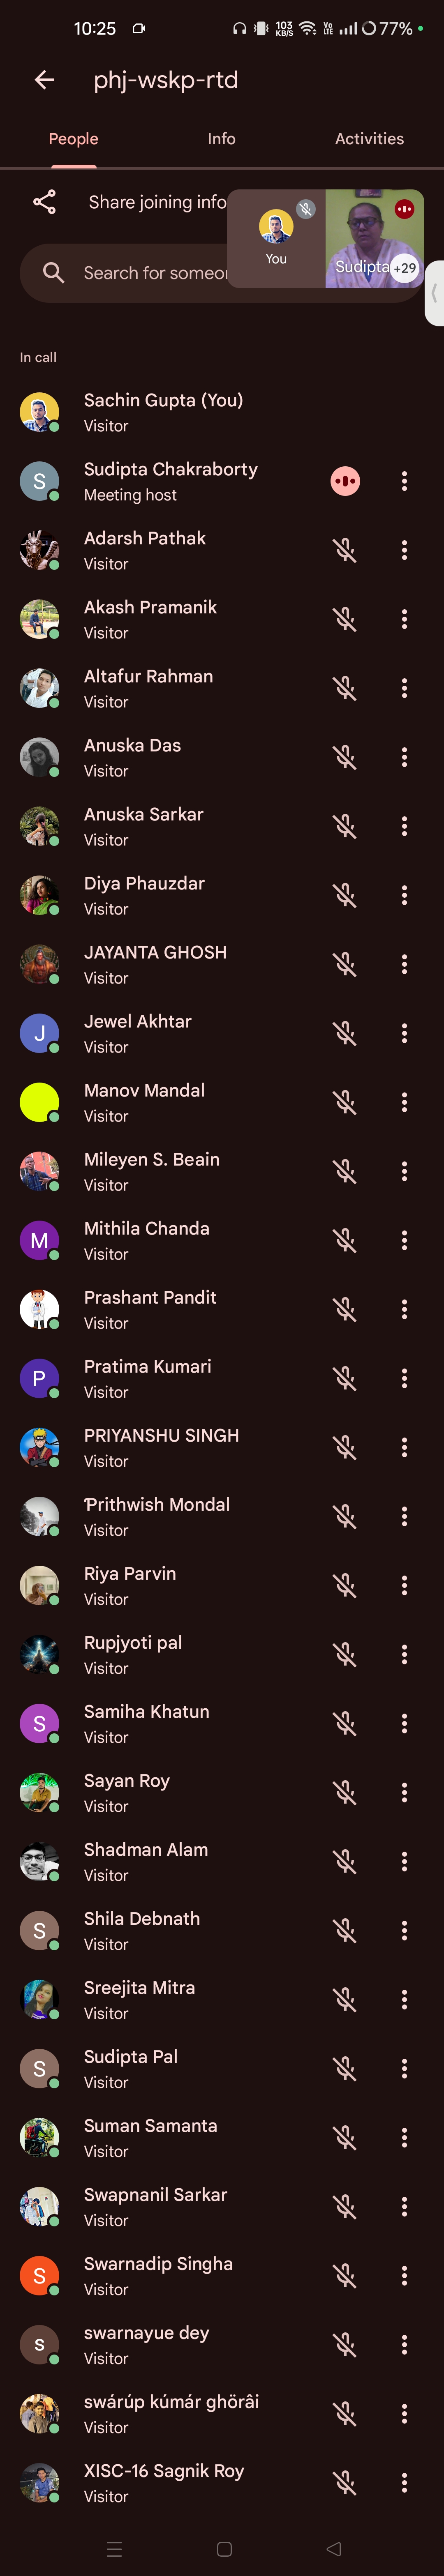 10:25
103
KB/S
Vo
LTE
77%
phj-wskp-rtd
People
Info
Activities
Share joining info
You
Sudipta
+29
Search for someo
In call
Sachin Gupta (You)
Visitor
S
Sudipta Chakraborty
Meeting host
Adarsh Pathak
Visitor
Akash Pramanik
Visitor
Altafur Rahman
Visitor
Anuska Das
Visitor
Anuska Sarkar
Visitor
Diya Phauzdar
Visitor
JAYANTA GHOSH
Visitor
J
Jewel Akhtar
Visitor
Manov Mandal
Visitor
Mileyen S. Beain
Visitor
M
Mithila Chanda
Visitor
Prashant Pandit
Visitor
P
Pratima Kumari
Visitor
PRIYANSHU SINGH
Visitor
Ƥrithwish Mondal
Visitor
Riya Parvin
Visitor
Rupjyoti pal
Visitor
S
Samiha Khatun
Visitor
Sayan Roy
Visitor
Shadman Alam
Visitor
S
Shila Debnath
Visitor
Sreejita Mitra
Visitor
S
Sudipta Pal
Visitor
Suman Samanta
Visitor
Swapnanil Sarkar
Visitor
S
Swarnadip Singha
Visitor
s
swarnayue dey
Visitor
swárúp kúmár ghörâi
Visitor
XISC-16 Sagnik Roy
Visitor